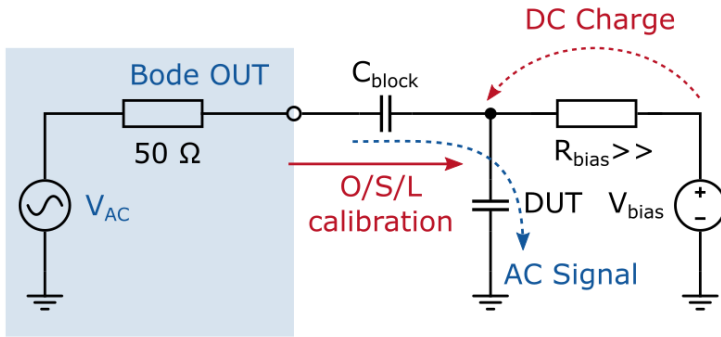 DC Charge
Bode OUT
C_block
50 Ω
R_bias>>
O/S/L
calibration
V_AC
DUT
V_bias
+
−
AC Signal